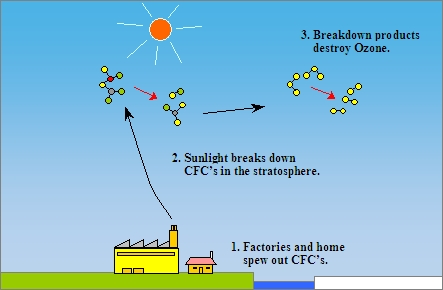 3. Breakdown products
destroy Ozone.
2. Sunlight breaks down
CFC's in the stratosphere.
1. Factories and home
spew out CFC's.